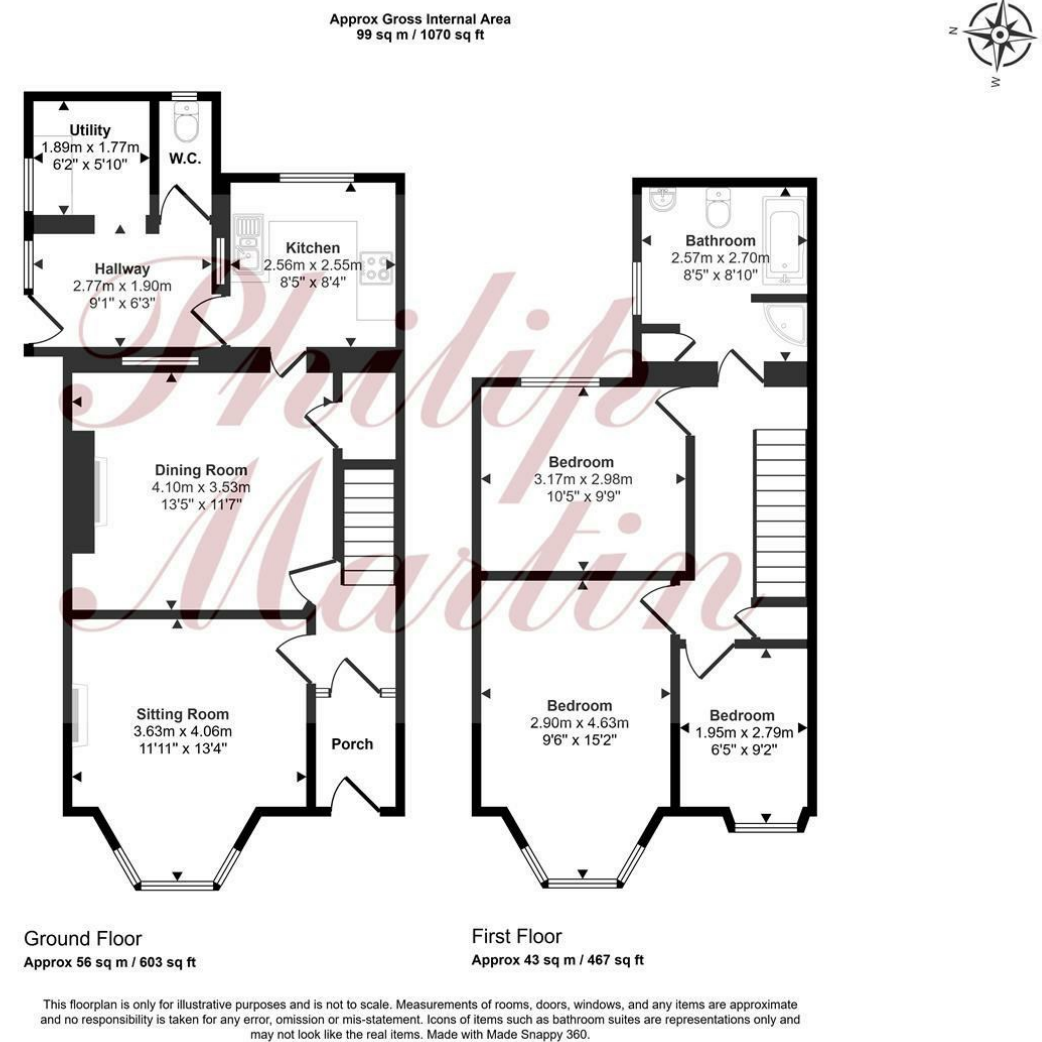 Approx Gross Internal Area
99 sq m / 1070 sq ft
N
W
Utility
1.89m x 1.77m
6'2" x 5'10"
W.C.
Hallway
2.77m x 1.90m
9'1" x 6'3"
Kitchen
2.56m x 2.55m
8'5" x 8'4"
Dining Room
4.10m x 3.53m
13'5" x 11'7"
Sitting Room
3.63m x 4.06m
11'11" x 13'4"
Porch
Bathroom
2.57m x 2.70m
8'5" x 8'10"
Bedroom
3.17m x 2.98m
10'5" x 9'9"
Bedroom
2.90m x 4.63m
9'6" x 15'2"
Bedroom
1.95m x 2.79m
6'5" x 9'2"
Philip
Martin
Ground Floor
Approx 56 sq m / 603 sq ft
First Floor
Approx 43 sq m / 467 sq ft
This floorplan is only for illustrative purposes and is not to scale. Measurements of rooms, doors, windows, and any items are approximate
and no responsibility is taken for any error, omission or mis-statement. Icons of items such as bathroom suites are representations only and
may not look like the real items. Made with Made Snappy 360.